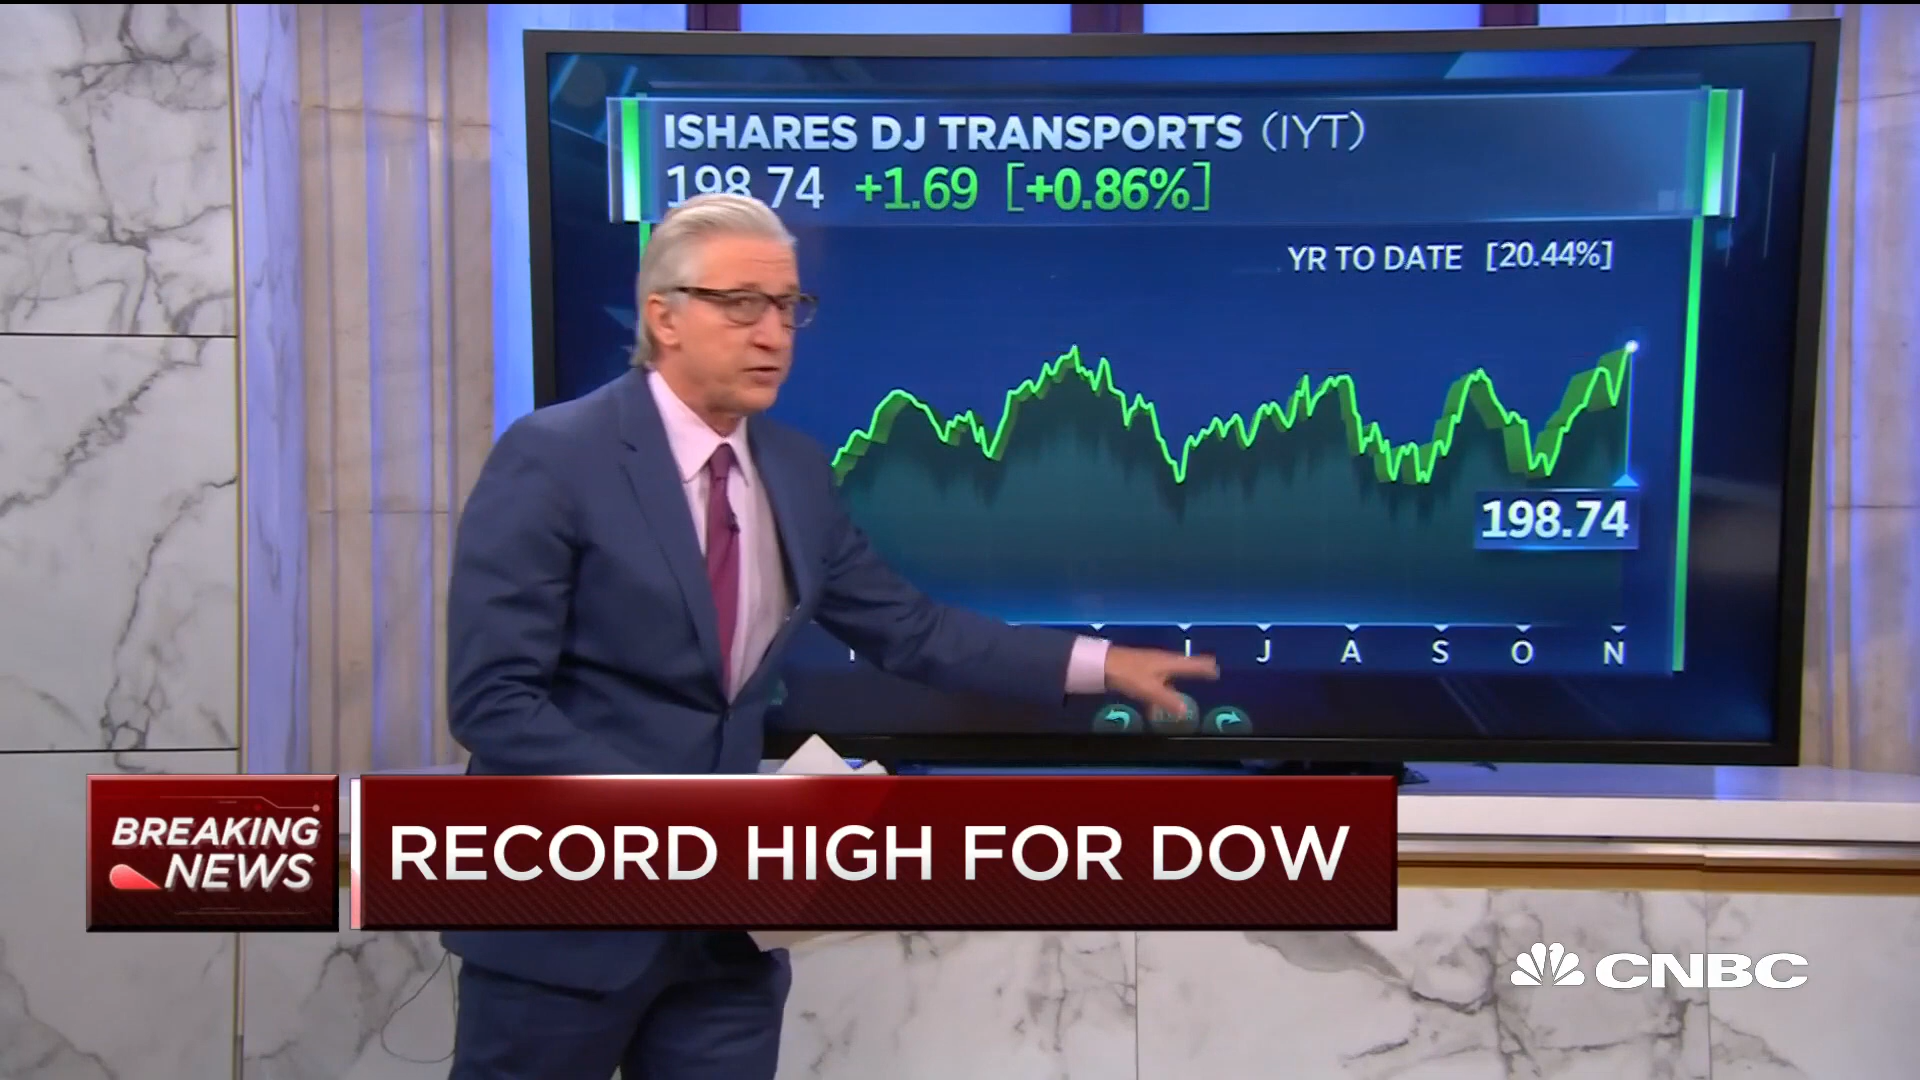 ISHARES DJ TRANSPORTS (IYT)
198.74 +1.69 [+0.86%]
YR TO DATE [20.44%]
198.74
J A S O N
BREAKING
NEWS
RECORD HIGH FOR DOW
CNBC